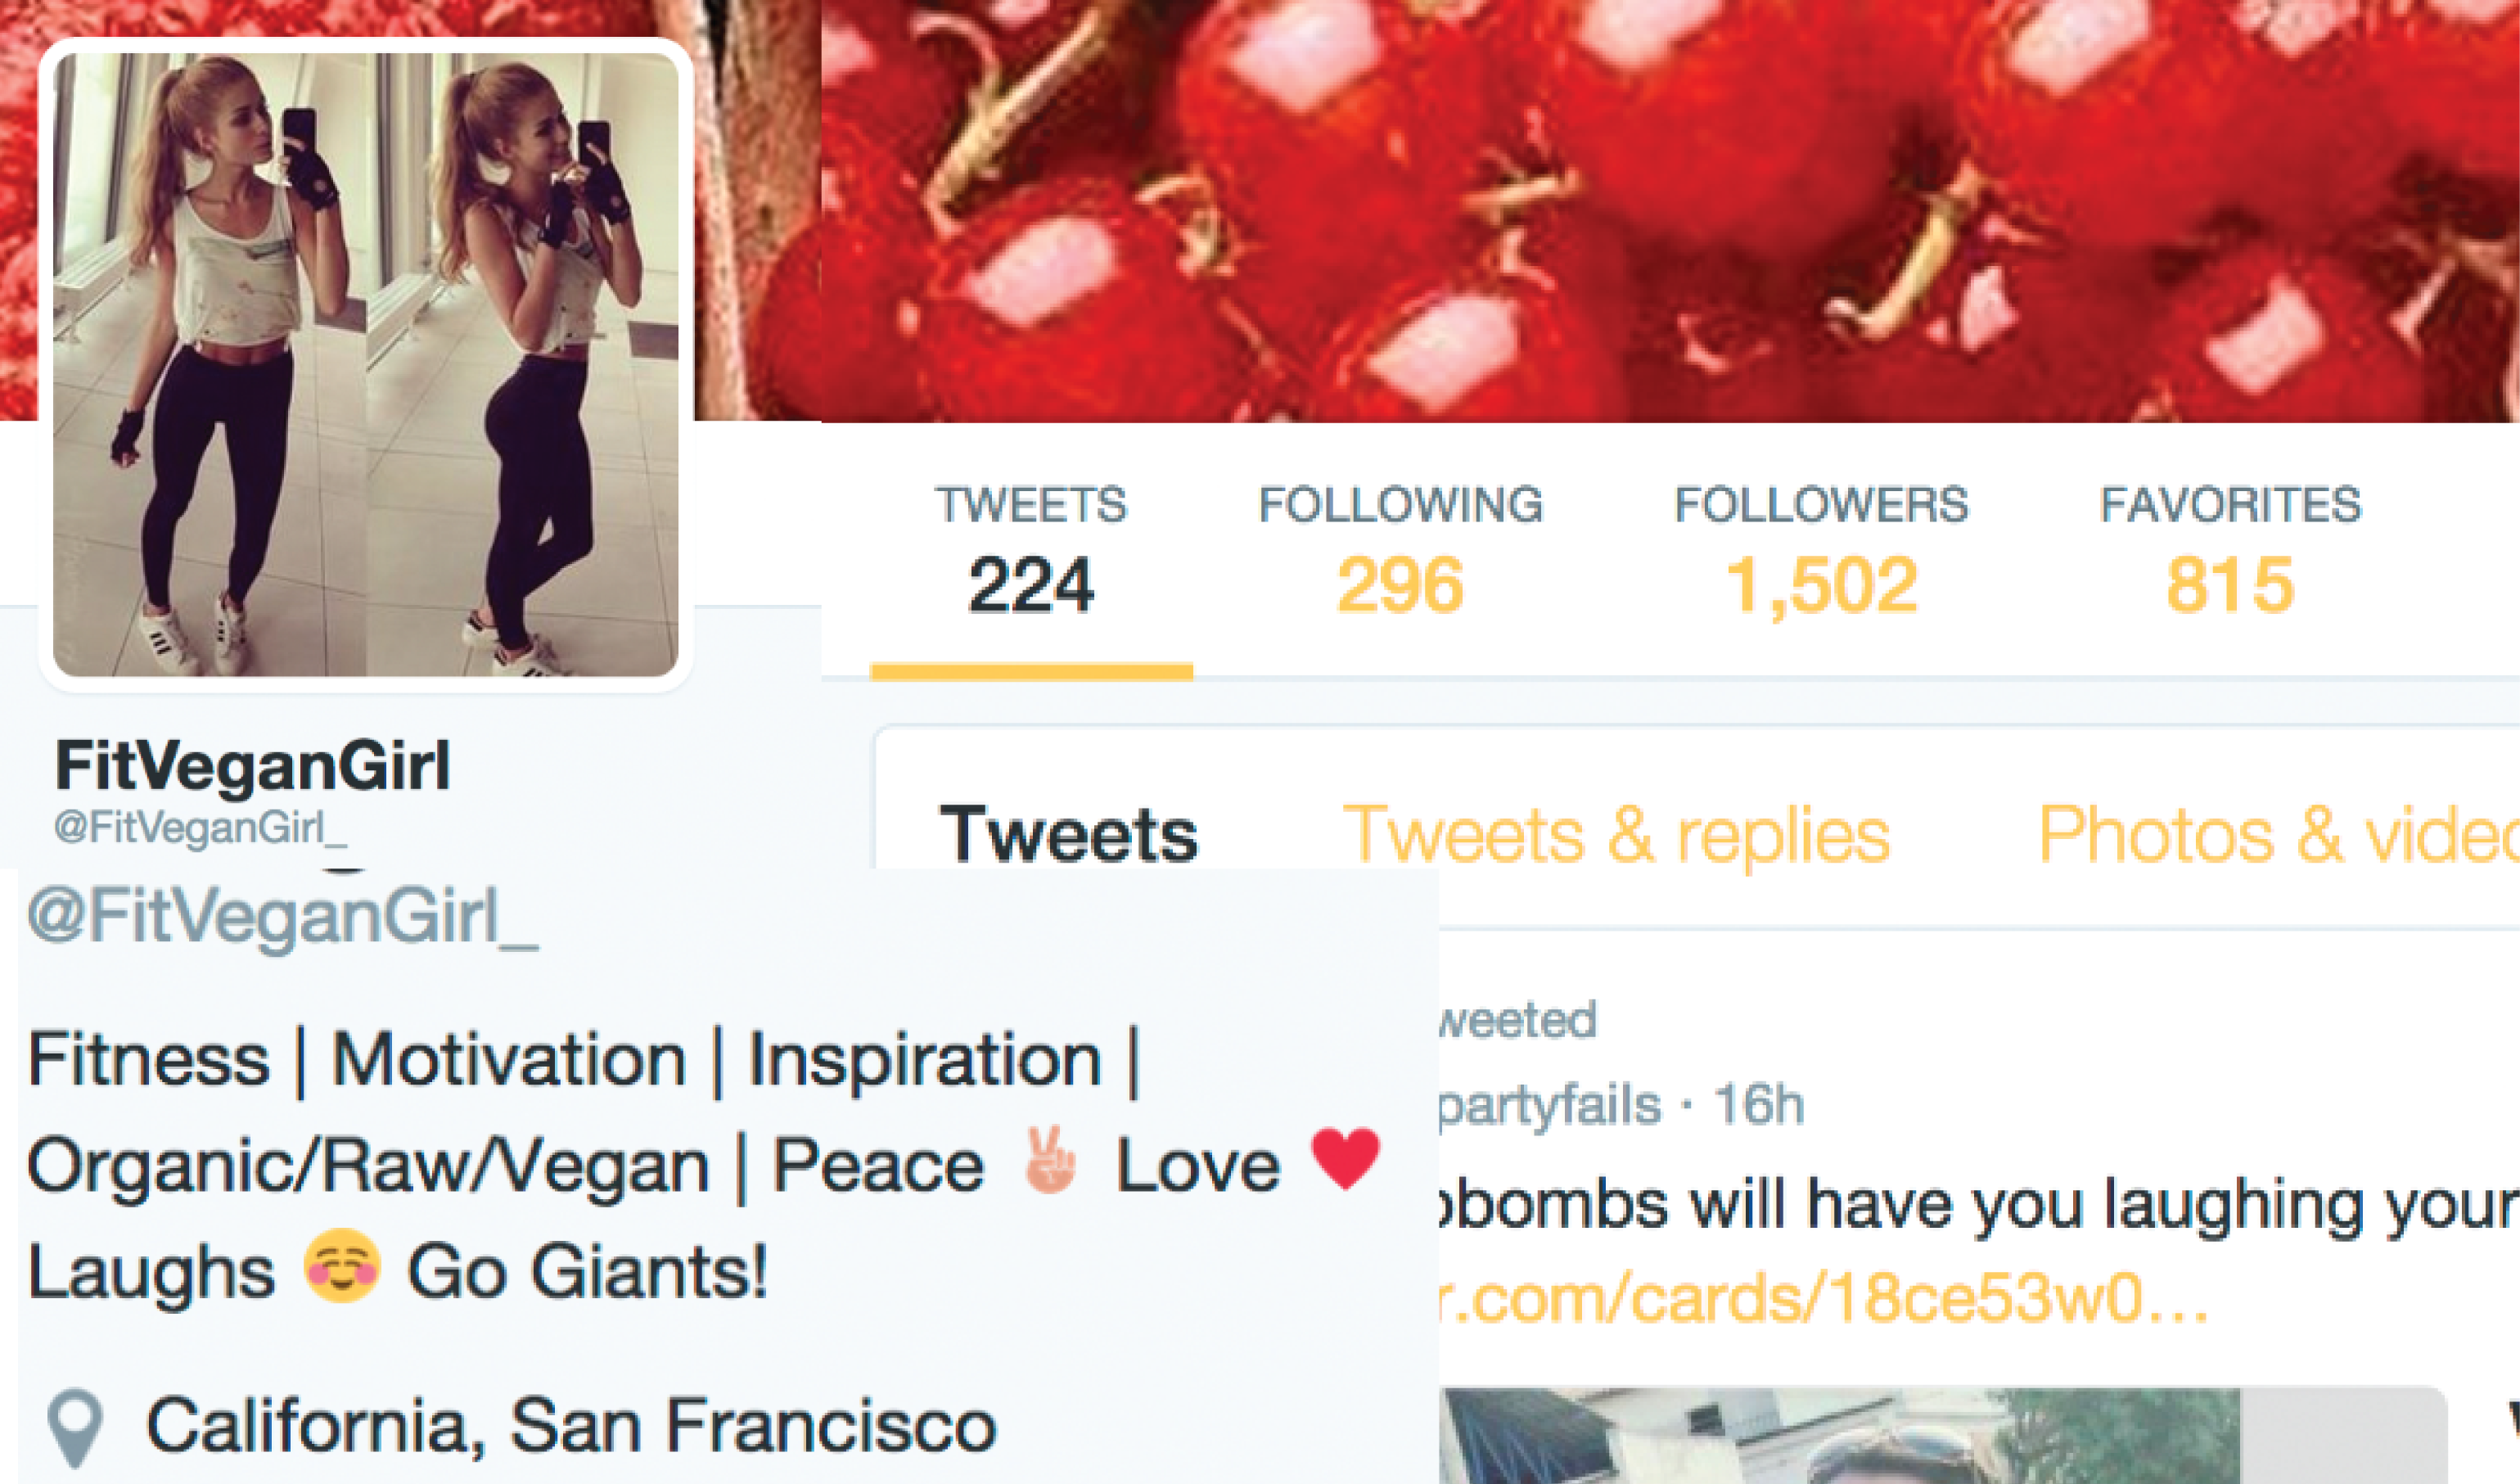 TWEETS FOLLOWING FOLLOWERS FAVORITES
224 296 1,502 815
FitVeganGirl
@FitVeganGirl_
Tweets Tweets & replies Photos & video
@FitVeganGirl_
Fitness | Motivation | Inspiration |
Organic/Raw/Vegan | Peace ✌ Love ❤
Laughs ☺ Go Giants!
California, San Francisco
weeted
partyfails · 16h
bombs will have you laughing your
r.com/cards/18ce53w0…